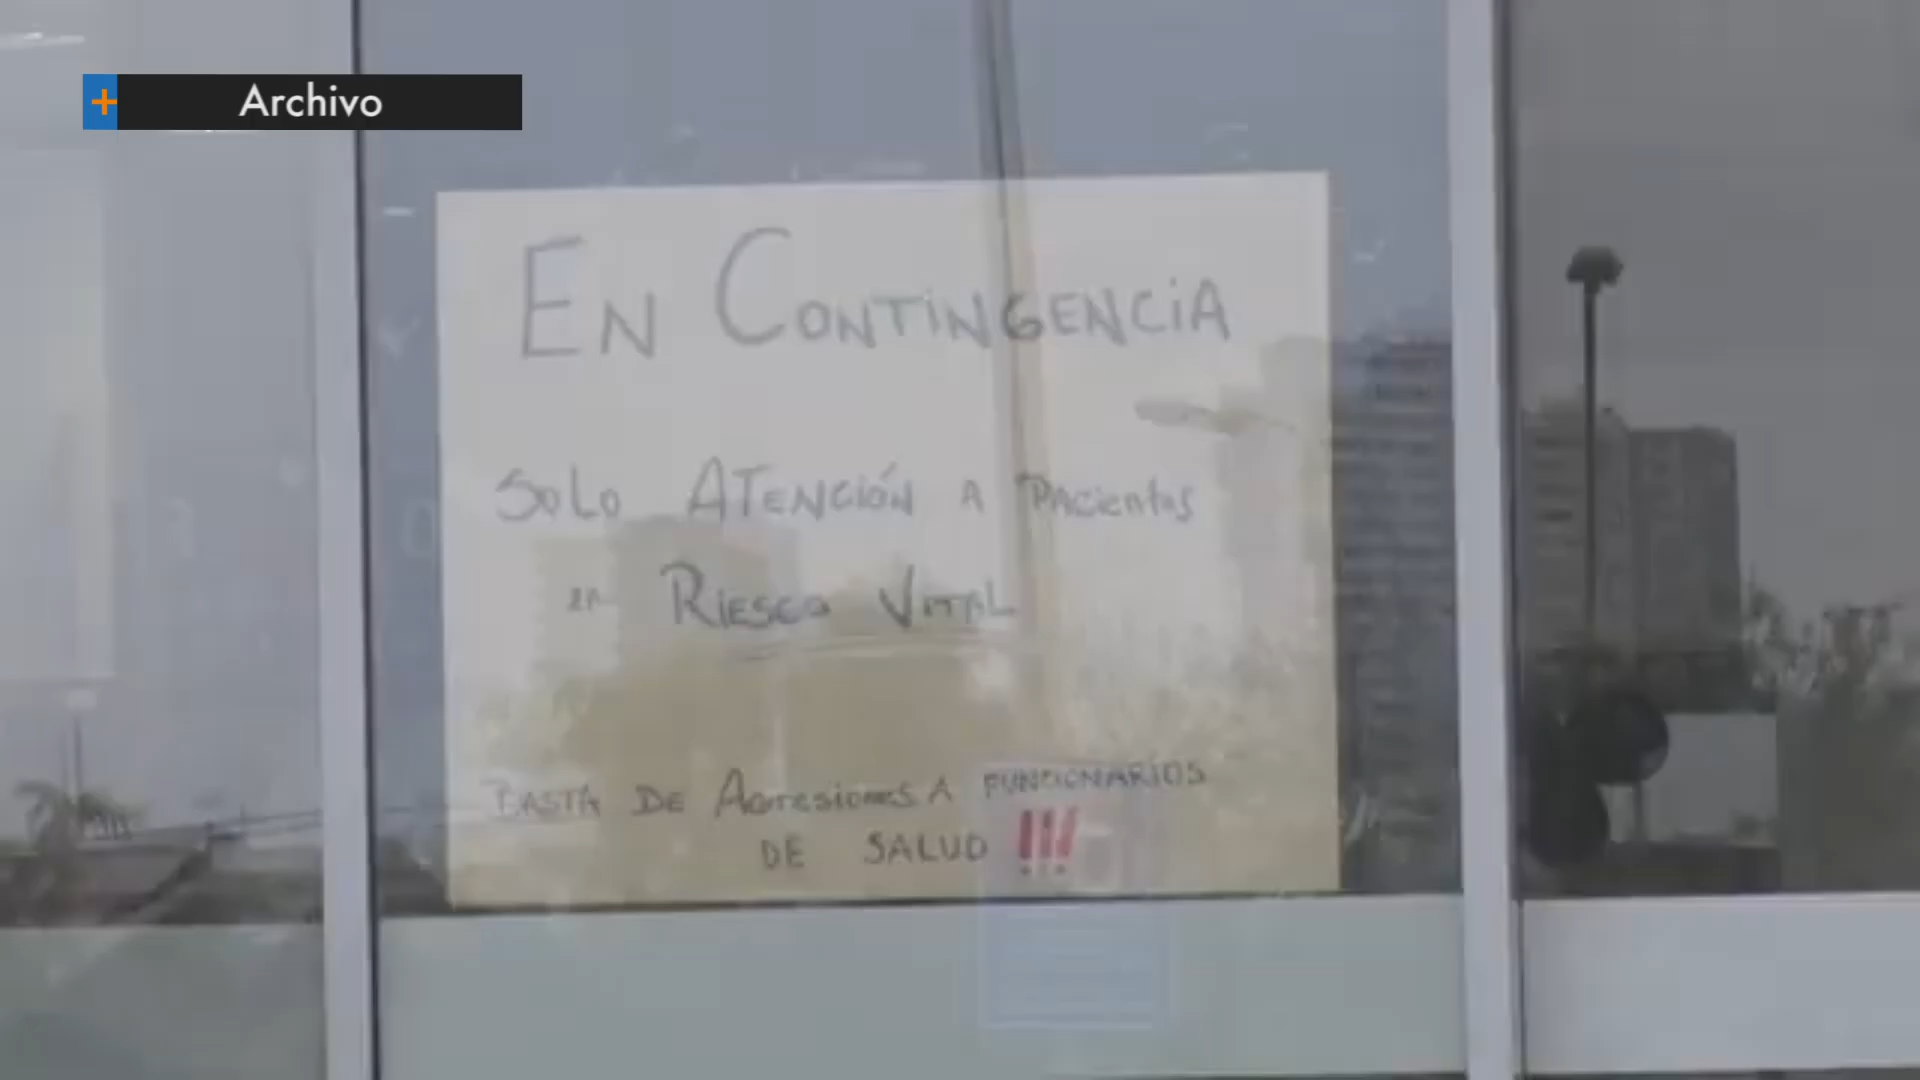 + Archivo
En Contingencia
Solo Atención a Pacientes
en Riesgo Vital
Basta de Agresiones a funcionarios
de salud !!!